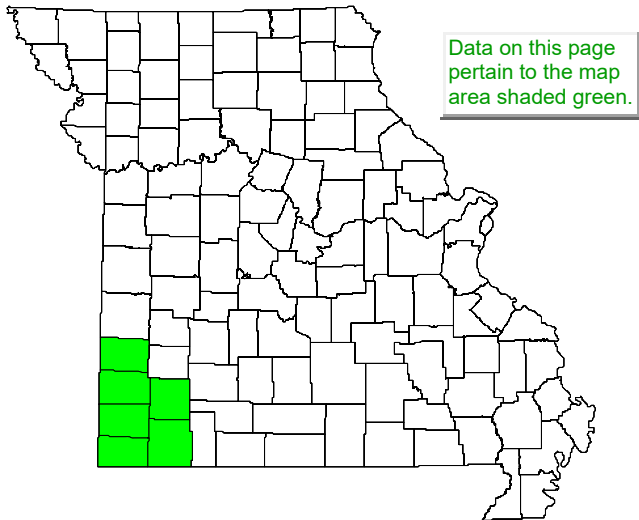 Data on this page
pertain to the map
area shaded green.